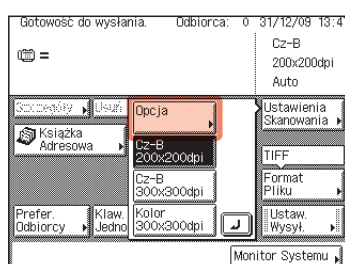 Gotowość do wysłania. Odbiorca: 0 31/12/09 13:4
Cz-B
200x200dpi
Auto
Szczegóły Usuń
Opcja
Ustawienia
Skanowania
Książka
Adresowa
Cz-B
200x200dpi
TIFF
Cz-B
300x300dpi
Format
Pliku
Prefer.
Odbiorcy
Klaw.
Jedno
Kolor
300x300dpi
Ustaw.
Wysył.
Monitor Systemu